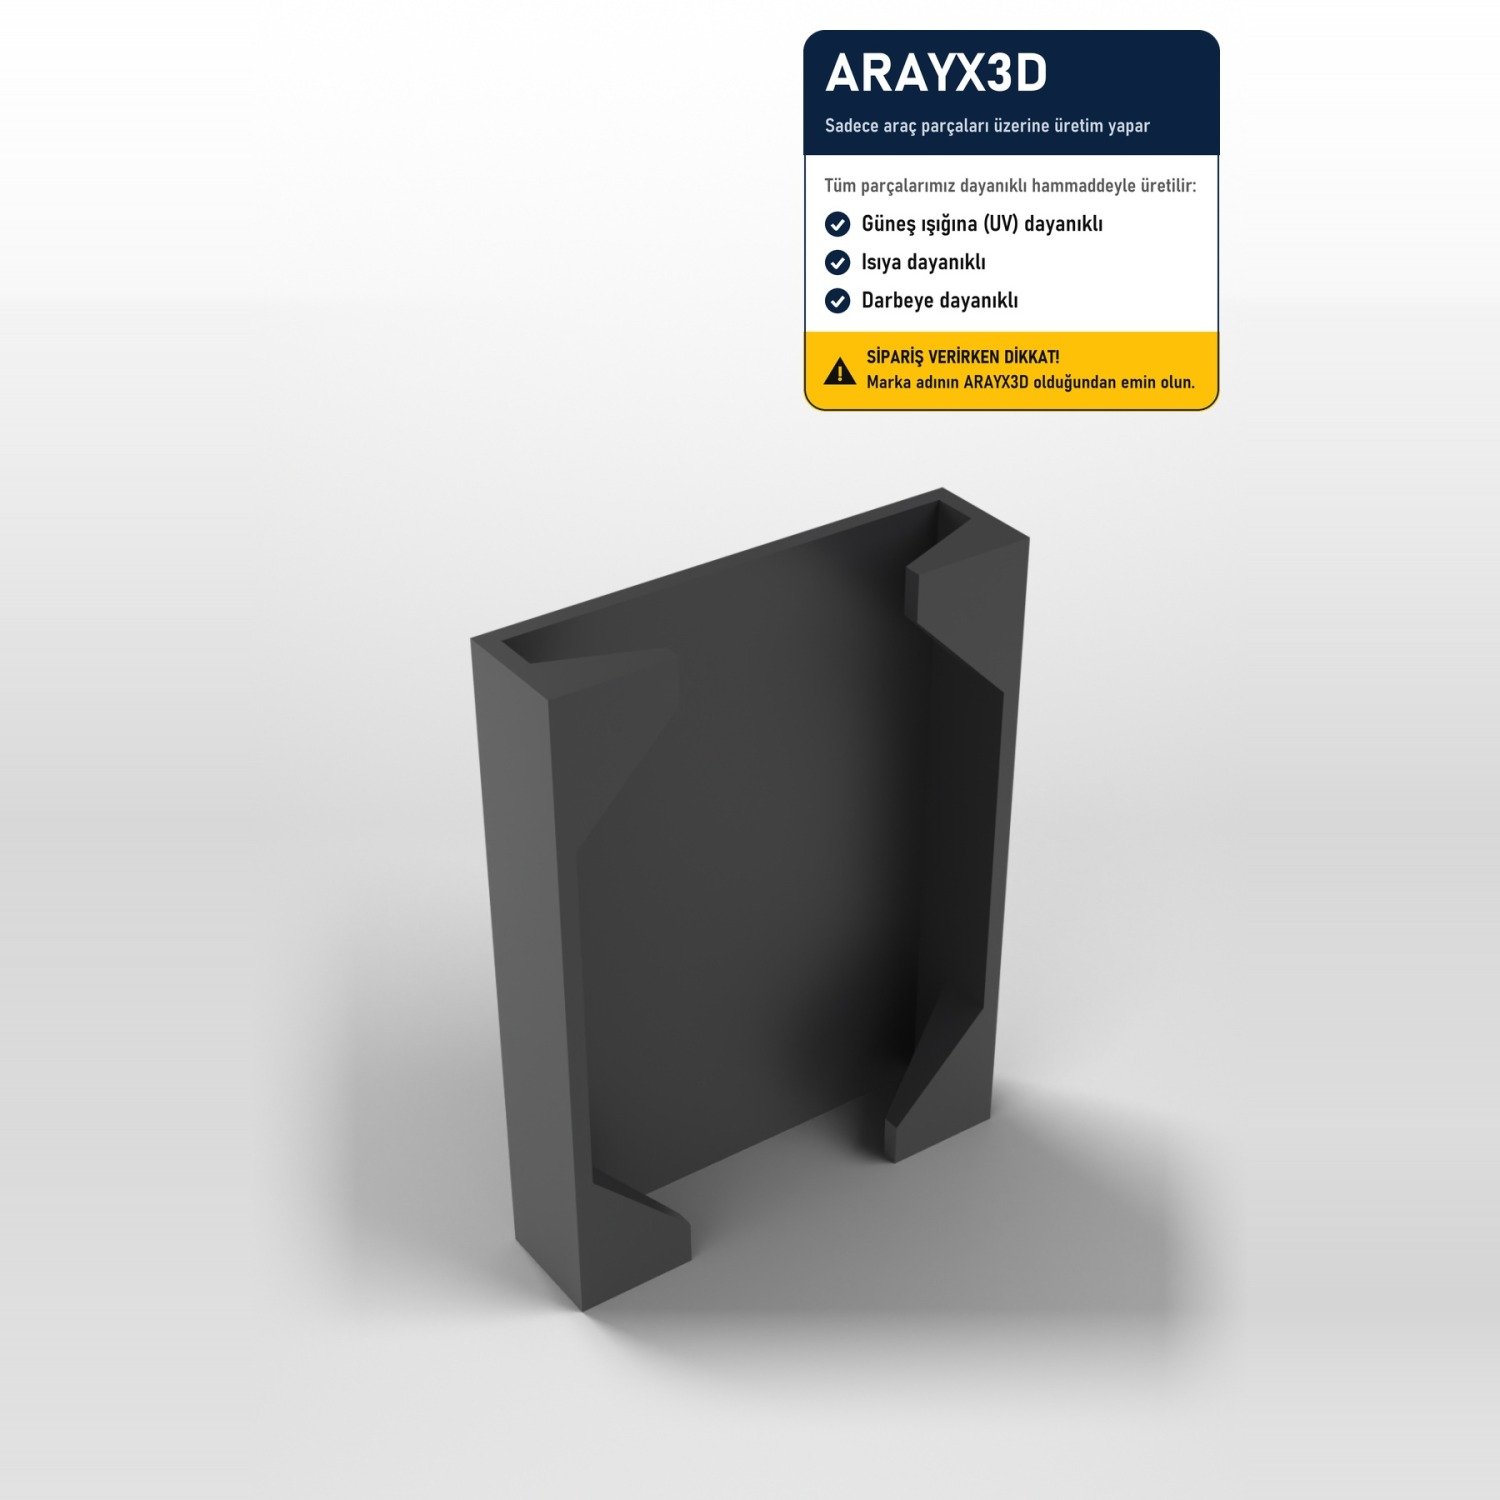 ARAYX3D
Sadece araç parçaları üzerine üretim yapar
Tüm parçalarımız dayanıklı hammaddeyle üretilir:
Güneş ışığına (UV) dayanıklı
Isıya dayanıklı
Darbeye dayanıklı
SİPARİŞ VERİRKEN DİKKAT!
Marka adının ARAYX3D olduğundan emin olun.